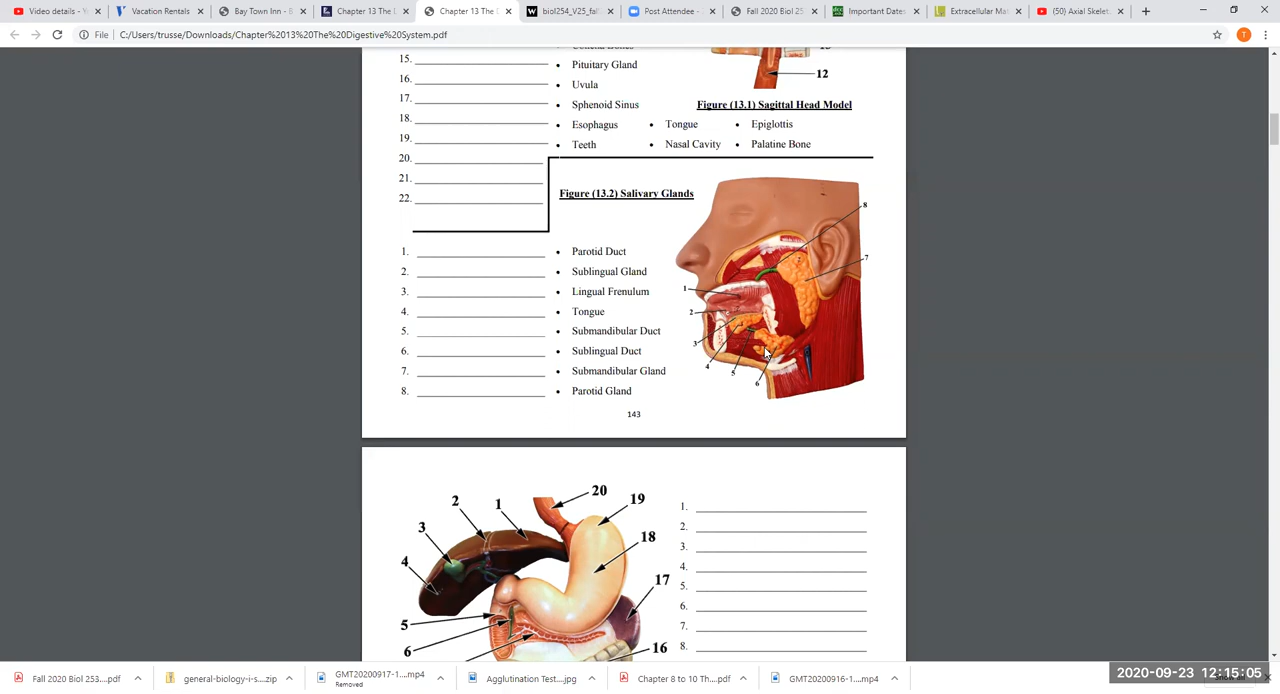 Video details - Y
Vacation Rentals
Bay Town Inn - B
Chapter 13 The D
Chapter 13 The D
biol254_V25_fal
Post Attendee -
Fall 2020 Biol 25
Important Dates
Extracellular Ma
(50) Axial Skelet
File C:/Users/trusse/Downloads/Chapter%2013%20The%20Digestive%20System.pdf T
15.
16.
17.
18.
19.
20.
21.
22.
• Pituitary Gland
• Uvula
• Sphenoid Sinus
• Esophagus • Tongue • Epiglottis
• Teeth • Nasal Cavity • Palatine Bone
12
Figure (13.1) Sagittal Head Model
Figure (13.2) Salivary Glands
1. • Parotid Duct
2. • Sublingual Gland
3. • Lingual Frenulum
4. • Tongue
5. • Submandibular Duct
6. • Sublingual Duct
7. • Submandibular Gland
8. • Parotid Gland
8
7
1
2
3
4
5
6
143
20
19
2
1
18
3
4
17
5
6
16
1.
2.
3.
4.
5.
6.
7.
8.
Fall 2020 Biol 253....pdf
general-biology-i-s....zip
GMT20200917-1....mp4
Removed
Agglutination Test....jpg
Chapter 8 to 10 Th....pdf
GMT20200916-1....mp4
2020-09-23 12:15:05